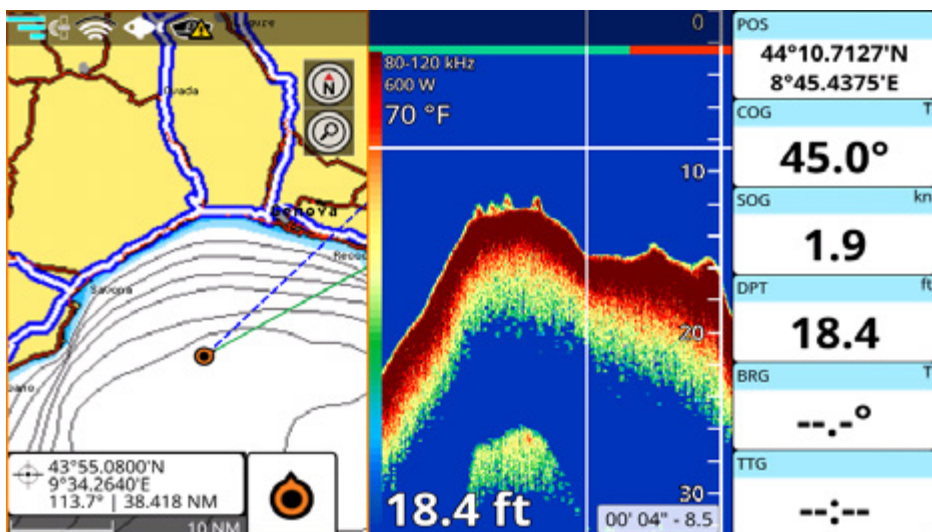 Ovada
N
Genova
Recco
Savona
43°55.0800'N
9°34.2640'E
113.7° | 38.418 NM
10 NM
80-120 kHz
600 W
70 °F
0
10
20
30
18.4 ft
00' 04" - 8.5
POS
44°10.7127'N
8°45.4375'E
COG T
45.0°
SOG kn
1.9
DPT ft
18.4
BRG T
--.-°
TTG
--:--